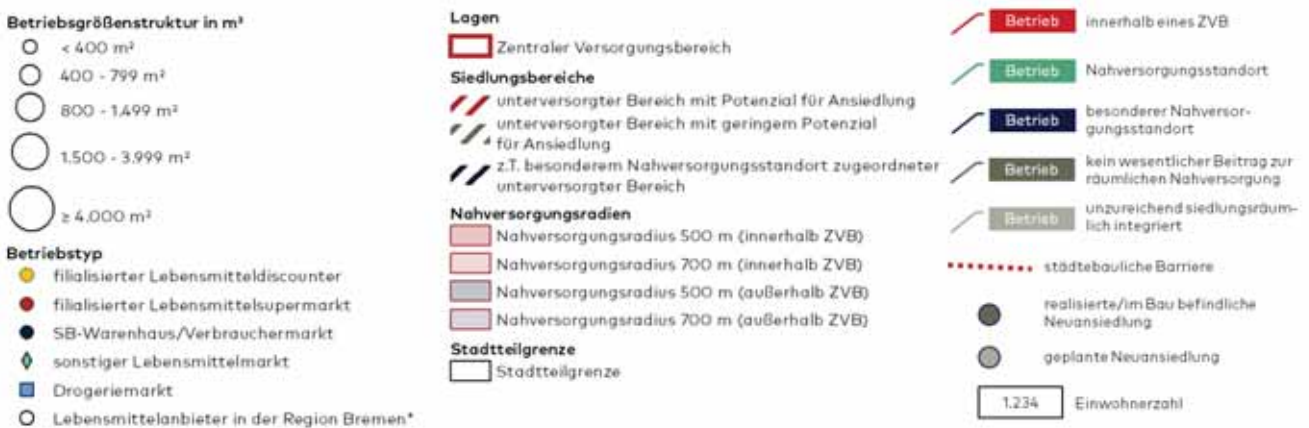 Betriebsgrößenstruktur in m²
< 400 m²
400 - 799 m²
800 - 1.499 m²
1.500 - 3.999 m²
≥ 4.000 m²
Betriebstyp
filialisierter Lebensmitteldiscounter
filialisierter Lebensmittelsupermarkt
SB-Warenhaus/Verbrauchermarkt
sonstiger Lebensmittelmarkt
Drogeriemarkt
Lebensmittelanbieter in der Region Bremen*
Lagen
Zentraler Versorgungsbereich
Siedlungsbereiche
unterversorgter Bereich mit Potenzial für Ansiedlung
unterversorgter Bereich mit geringem Potenzial
für Ansiedlung
z.T. besonderem Nahversorgungsstandort zugeordneter
unterversorgter Bereich
Nahversorgungsradien
Nahversorgungsradius 500 m (innerhalb ZVB)
Nahversorgungsradius 700 m (innerhalb ZVB)
Nahversorgungsradius 500 m (außerhalb ZVB)
Nahversorgungsradius 700 m (außerhalb ZVB)
Stadtteilgrenze
Stadtteilgrenze
Betrieb innerhalb eines ZVB
Betrieb Nahversorgungsstandort
Betrieb besonderer Nahversor-
gungsstandort
Betrieb kein wesentlicher Beitrag zur
räumlichen Nahversorgung
Betrieb unzureichend siedlungsräum-
lich integriert
städtebauliche Barriere
realisierte/im Bau befindliche
Neuansiedlung
geplante Neuansiedlung
1.234 Einwohnerzahl